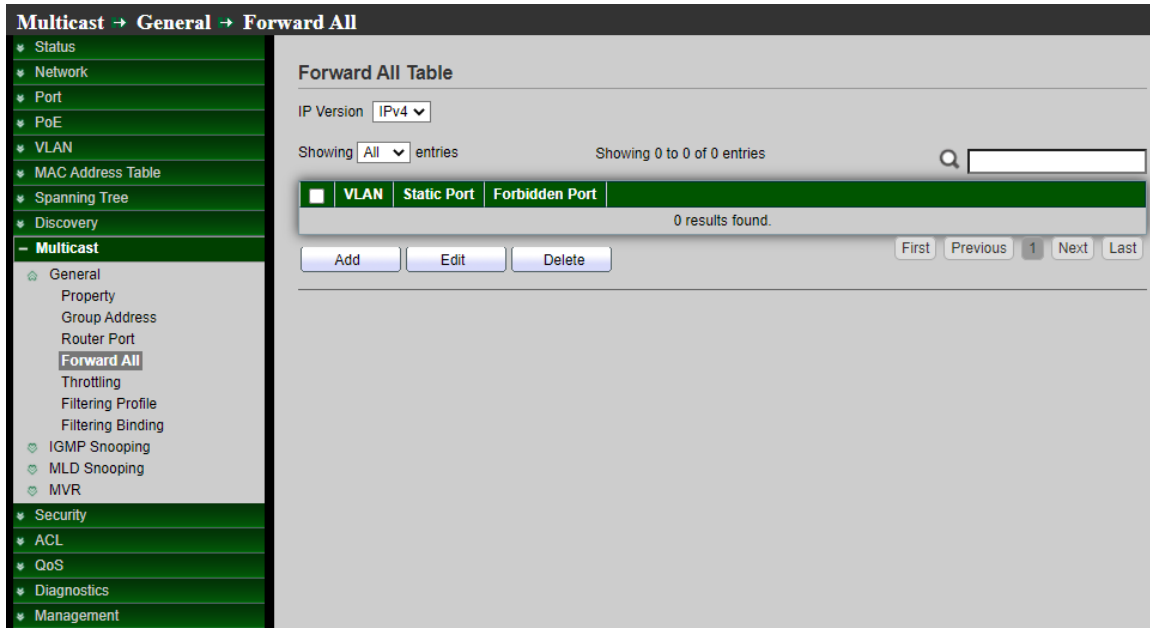 Multicast → General → Forward All
Status
Network
Port
PoE
VLAN
MAC Address Table
Spanning Tree
Discovery
Multicast
General
Property
Group Address
Router Port
Forward All
Throttling
Filtering Profile
Filtering Binding
IGMP Snooping
MLD Snooping
MVR
Security
ACL
QoS
Diagnostics
Management
Forward All Table
IP Version IPv4
Showing All entries Showing 0 to 0 of 0 entries
VLAN Static Port Forbidden Port
0 results found.
Add Edit Delete First Previous 1 Next Last